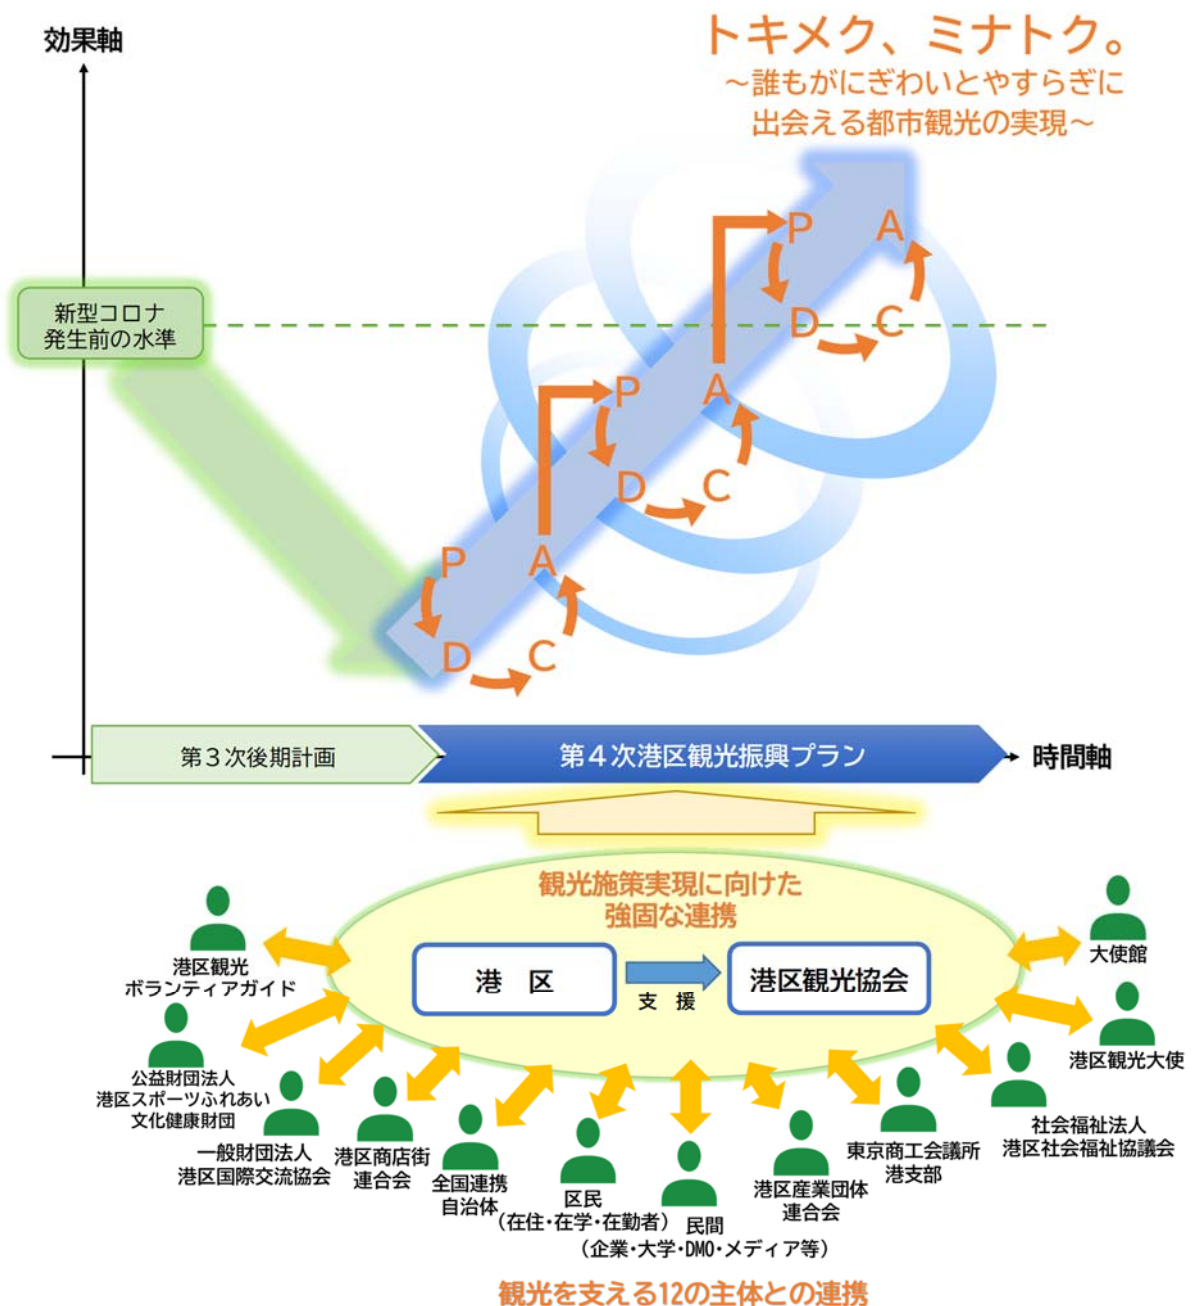 効果軸
トキメク、ミナトク。
~誰もがにぎわいとやすらぎに
出会える都市観光の実現~
新型コロナ
発生前の水準
P
D
C
A
P
D
C
A
P
D
C
A
第3次後期計画
第4次港区観光振興プラン
時間軸
観光施策実現に向けた
強固な連携
港 区
支 援
港区観光協会
港区観光
ボランティアガイド
公益財団法人
港区スポーツふれあい
文化健康財団
一般財団法人
港区国際交流協会
港区商店街
連合会
全国連携
自治体
区民
(在住・在学・在勤者)
民間
(企業・大学・DMO・メディア等)
港区産業団体
連合会
東京商工会議所
港支部
社会福祉法人
港区社会福祉協議会
港区観光大使
大使館
観光を支える12の主体との連携